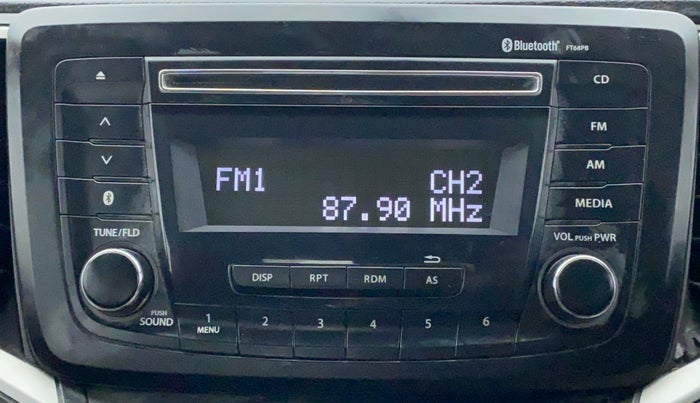 Bluetooth® FT68PB
CD
FM
AM
MEDIA
FM1 CH2
87.90 MHz
TUNE/FLD
VOL PUSH PWR
DISP RPT RDM AS
PUSH
SOUND
1 2 3 4 5 6
MENU